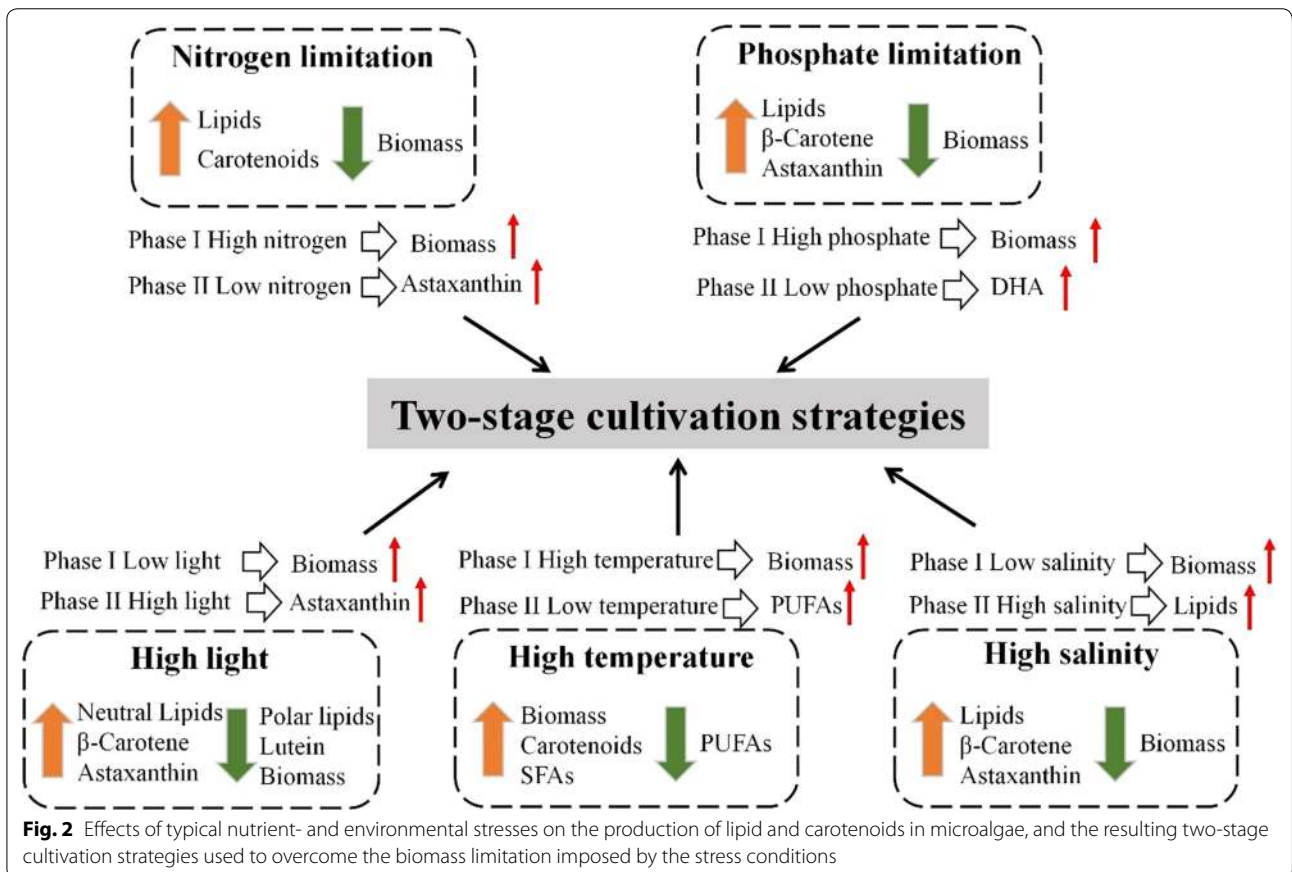 Nitrogen limitation
Lipids
Carotenoids
Biomass
Phase I High nitrogen
Biomass
Phase II Low nitrogen
Astaxanthin
Phosphate limitation
Lipids
β-Carotene
Astaxanthin
Biomass
Phase I High phosphate
Biomass
Phase II Low phosphate
DHA
Two-stage cultivation strategies
Phase I Low light
Biomass
Phase II High light
Astaxanthin
High light
Neutral Lipids
β-Carotene
Astaxanthin
Polar lipids
Lutein
Biomass
Phase I High temperature
Biomass
Phase II Low temperature
PUFAs
High temperature
Biomass
Carotenoids
SFAs
PUFAs
Phase I Low salinity
Biomass
Phase II High salinity
Lipids
High salinity
Lipids
β-Carotene
Astaxanthin
Biomass
Fig. 2 Effects of typical nutrient- and environmental stresses on the production of lipid and carotenoids in microalgae, and the resulting two-stage
cultivation strategies used to overcome the biomass limitation imposed by the stress conditions